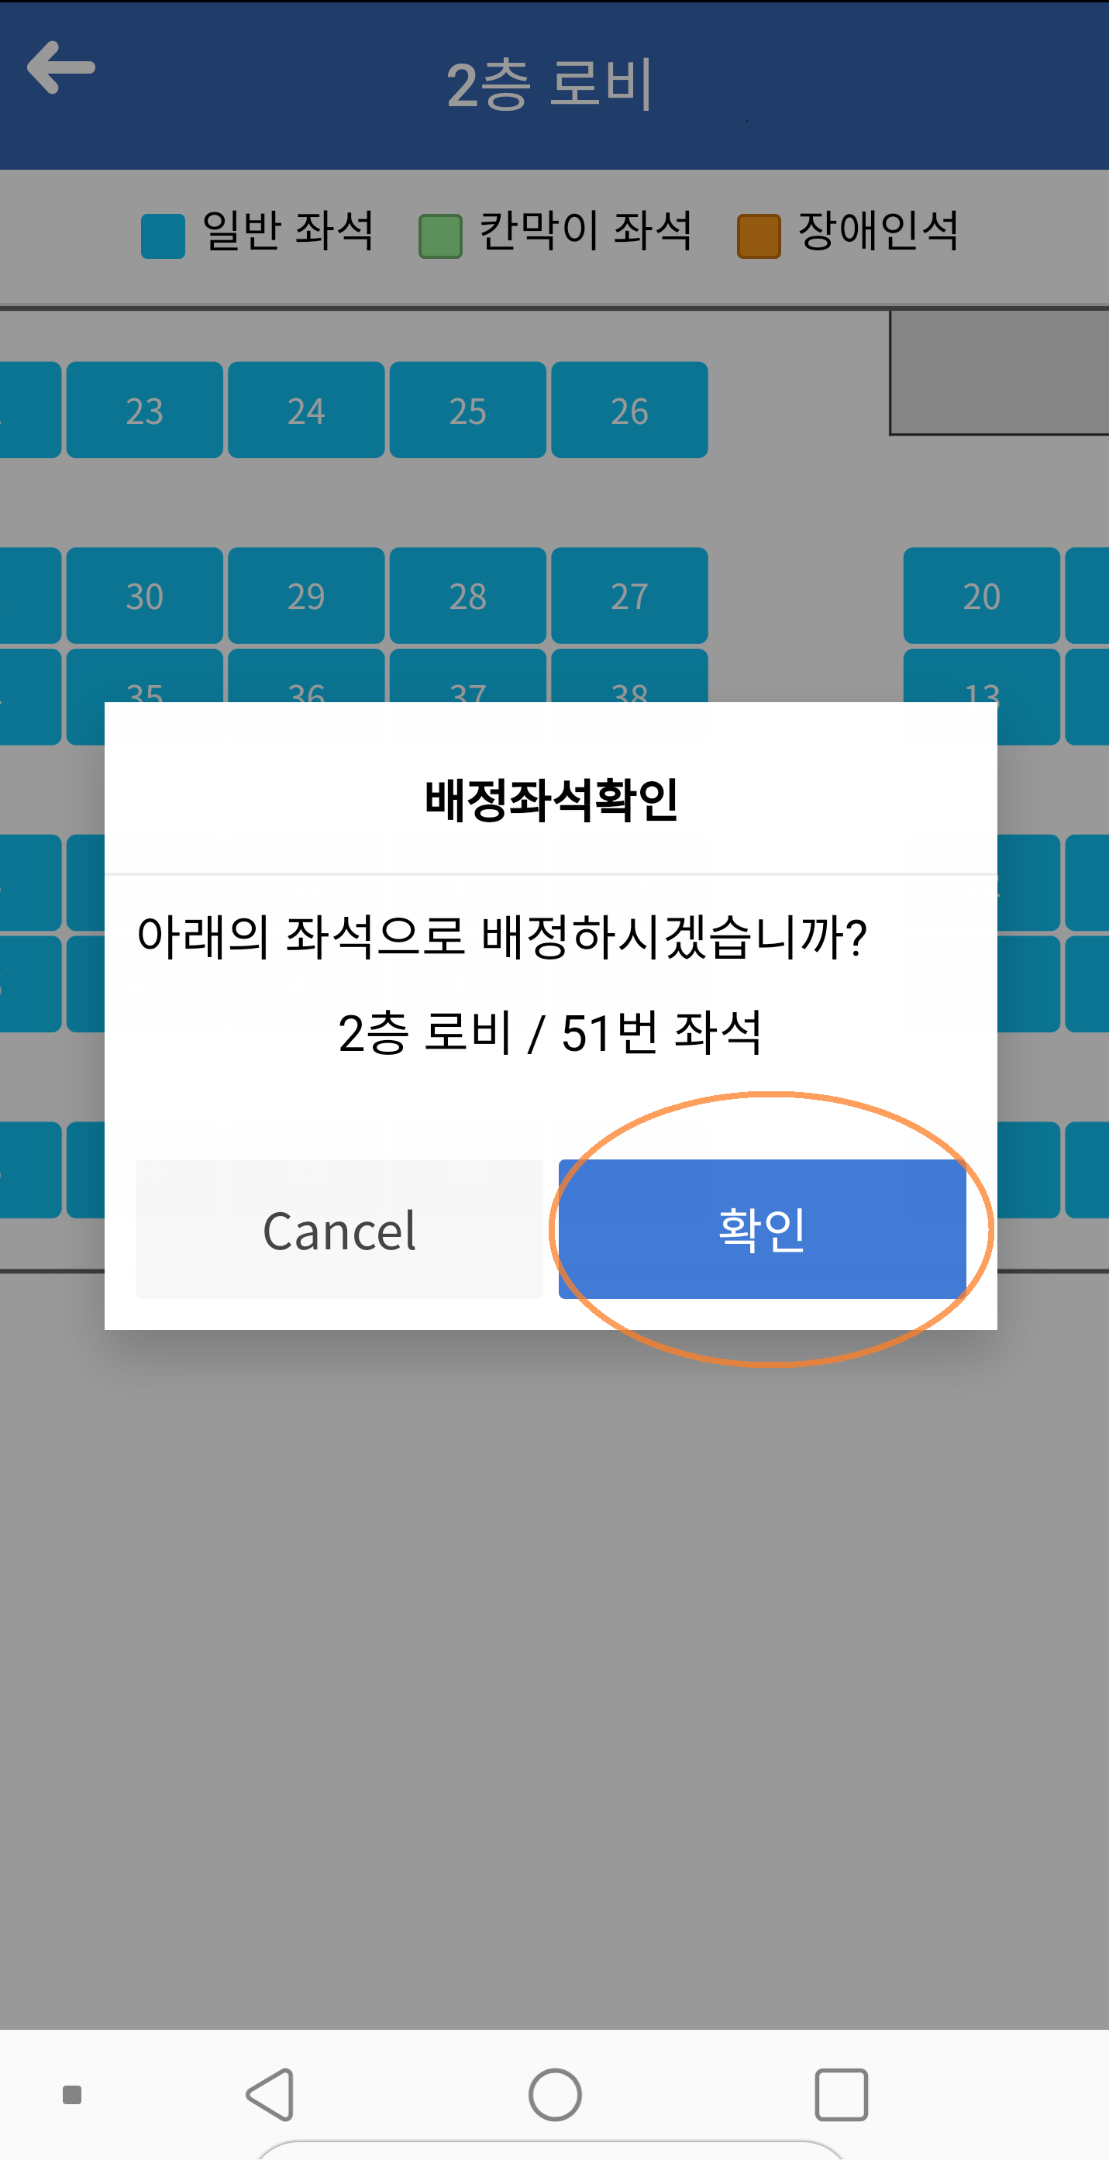 2층 로비
일반 좌석 칸막이 좌석 장애인석
23 24 25 26
30 29 28 27 20
35 36 37 38 13
배정좌석확인
아래의 좌석으로 배정하시겠습니까?
2층 로비 / 51번 좌석
Cancel 확인